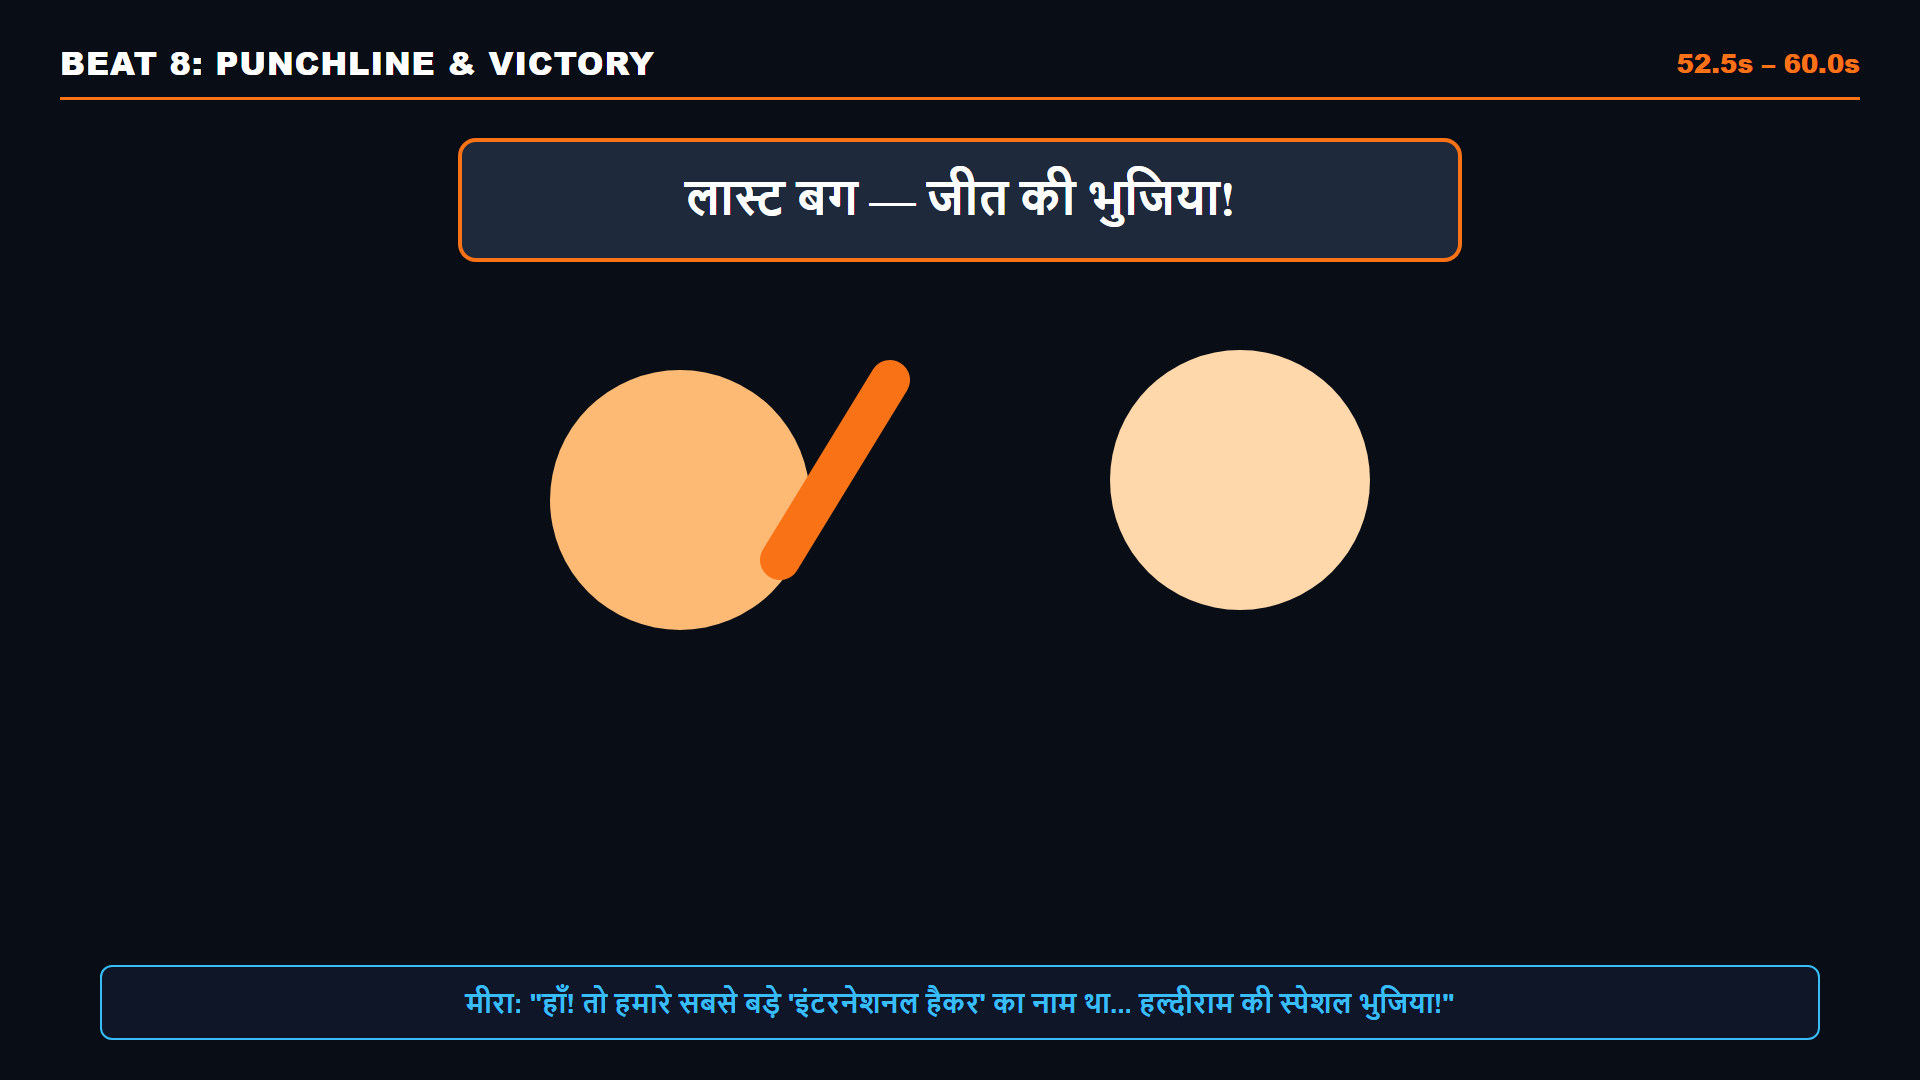 BEAT 8: PUNCHLINE & VICTORY
52.5s – 60.0s
लास्ट बग — जीत की भुजिया!
मीरा: "हाँ! तो हमारे सबसे बड़े 'इंटरनेशनल हैकर' का नाम था... हल्दीराम की स्पेशल भुजिया!"